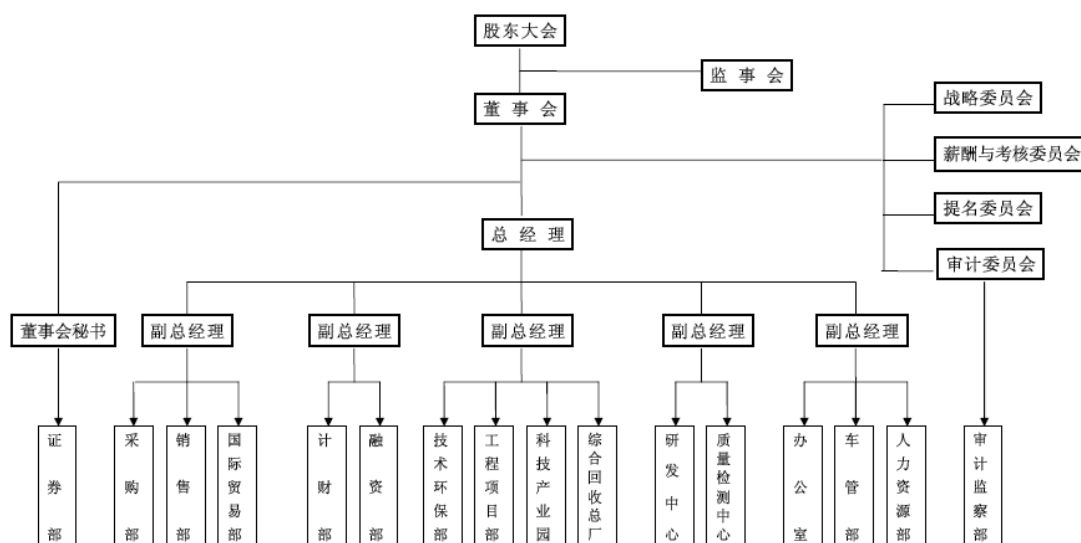 股东大会
监事会
董事会
战略委员会
薪酬与考核委员会
提名委员会
总经理
审计委员会
董事会秘书
副总经理
副总经理
副总经理
副总经理
副总经理
证券部
采购部
销售部
国际贸易部
计财部
融资部
技术环保部
工程项目部
科技产业园
综合回收总厂
研发中心
质量检测中心
办公室
车管部
人力资源部
审计监察部